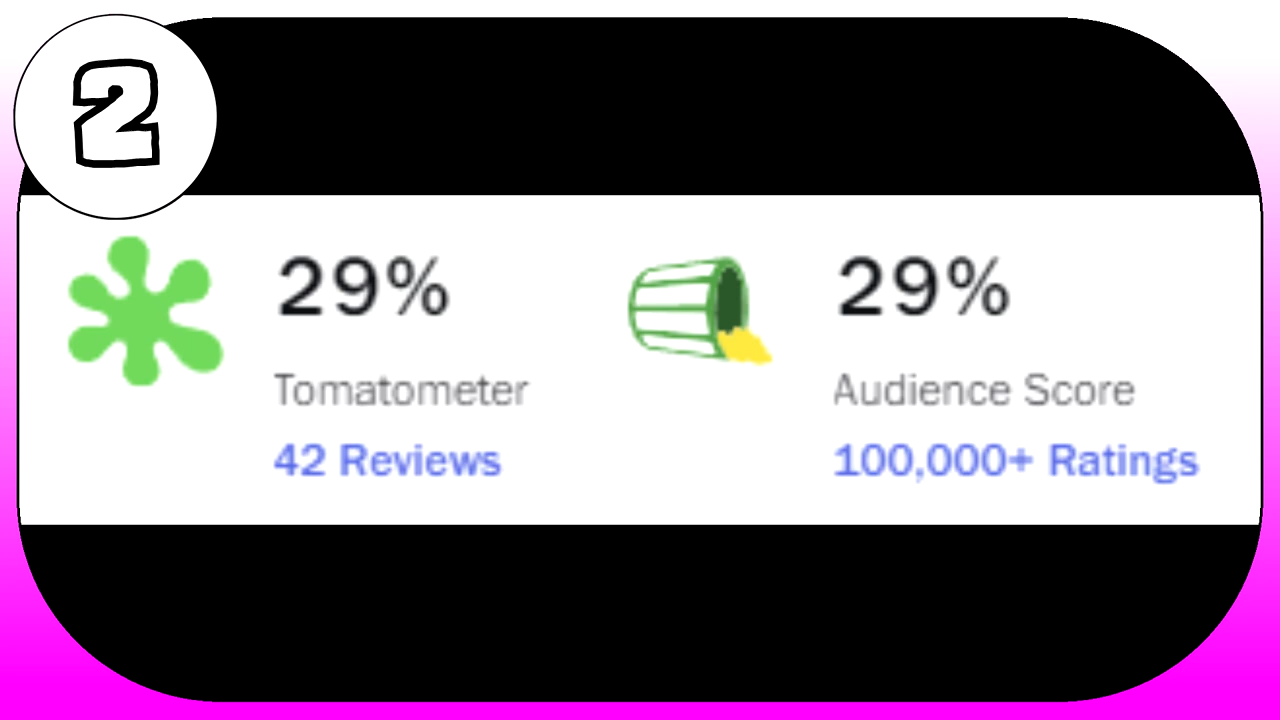 2
29%
Tomatometer
42 Reviews
29%
Audience Score
100,000+ Ratings